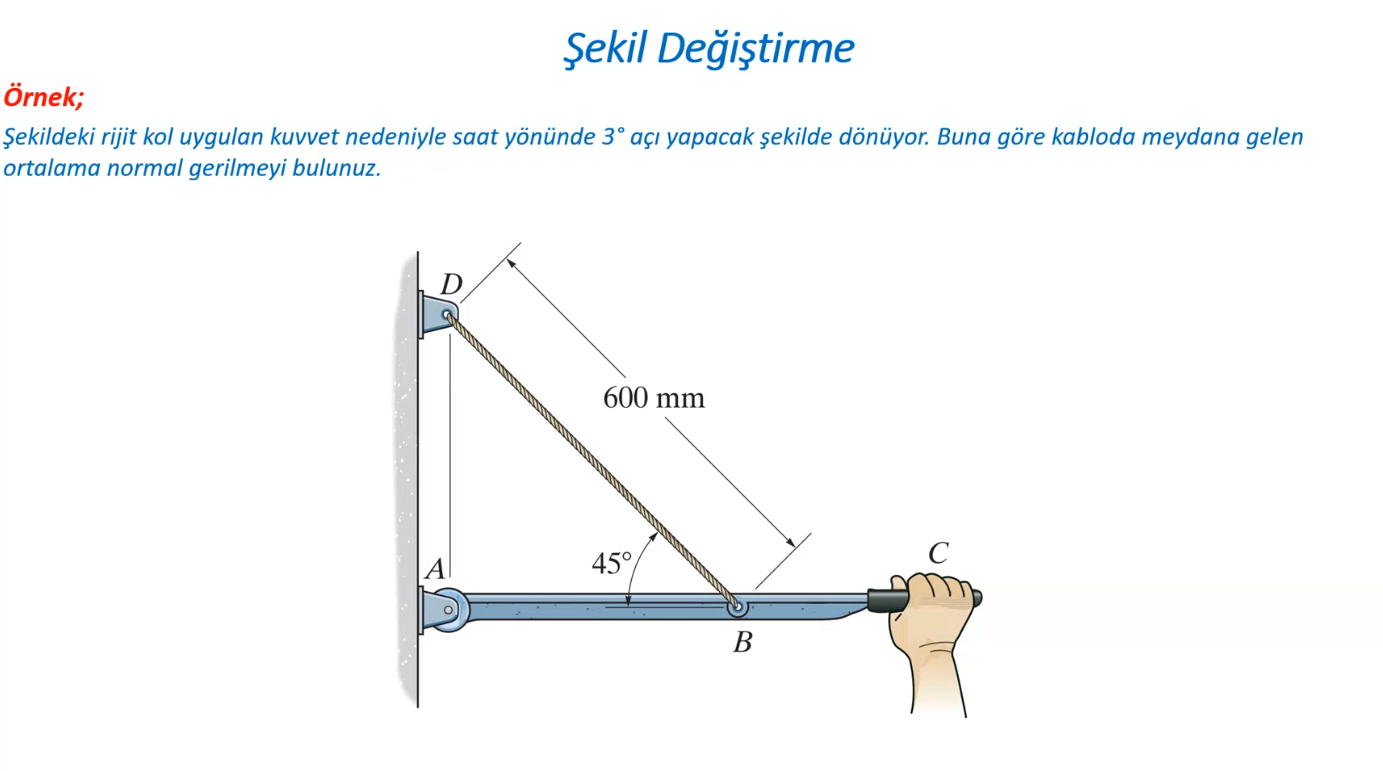 Şekil Değiştirme
Örnek;
Şekildeki rijit kol uygulan kuvvet nedeniyle saat yönünde 3° açı yapacak şekilde dönüyor. Buna göre kabloda meydana gelen
ortalama normal gerilmeyi bulunuz.
D
600 mm
45°
A
C
B